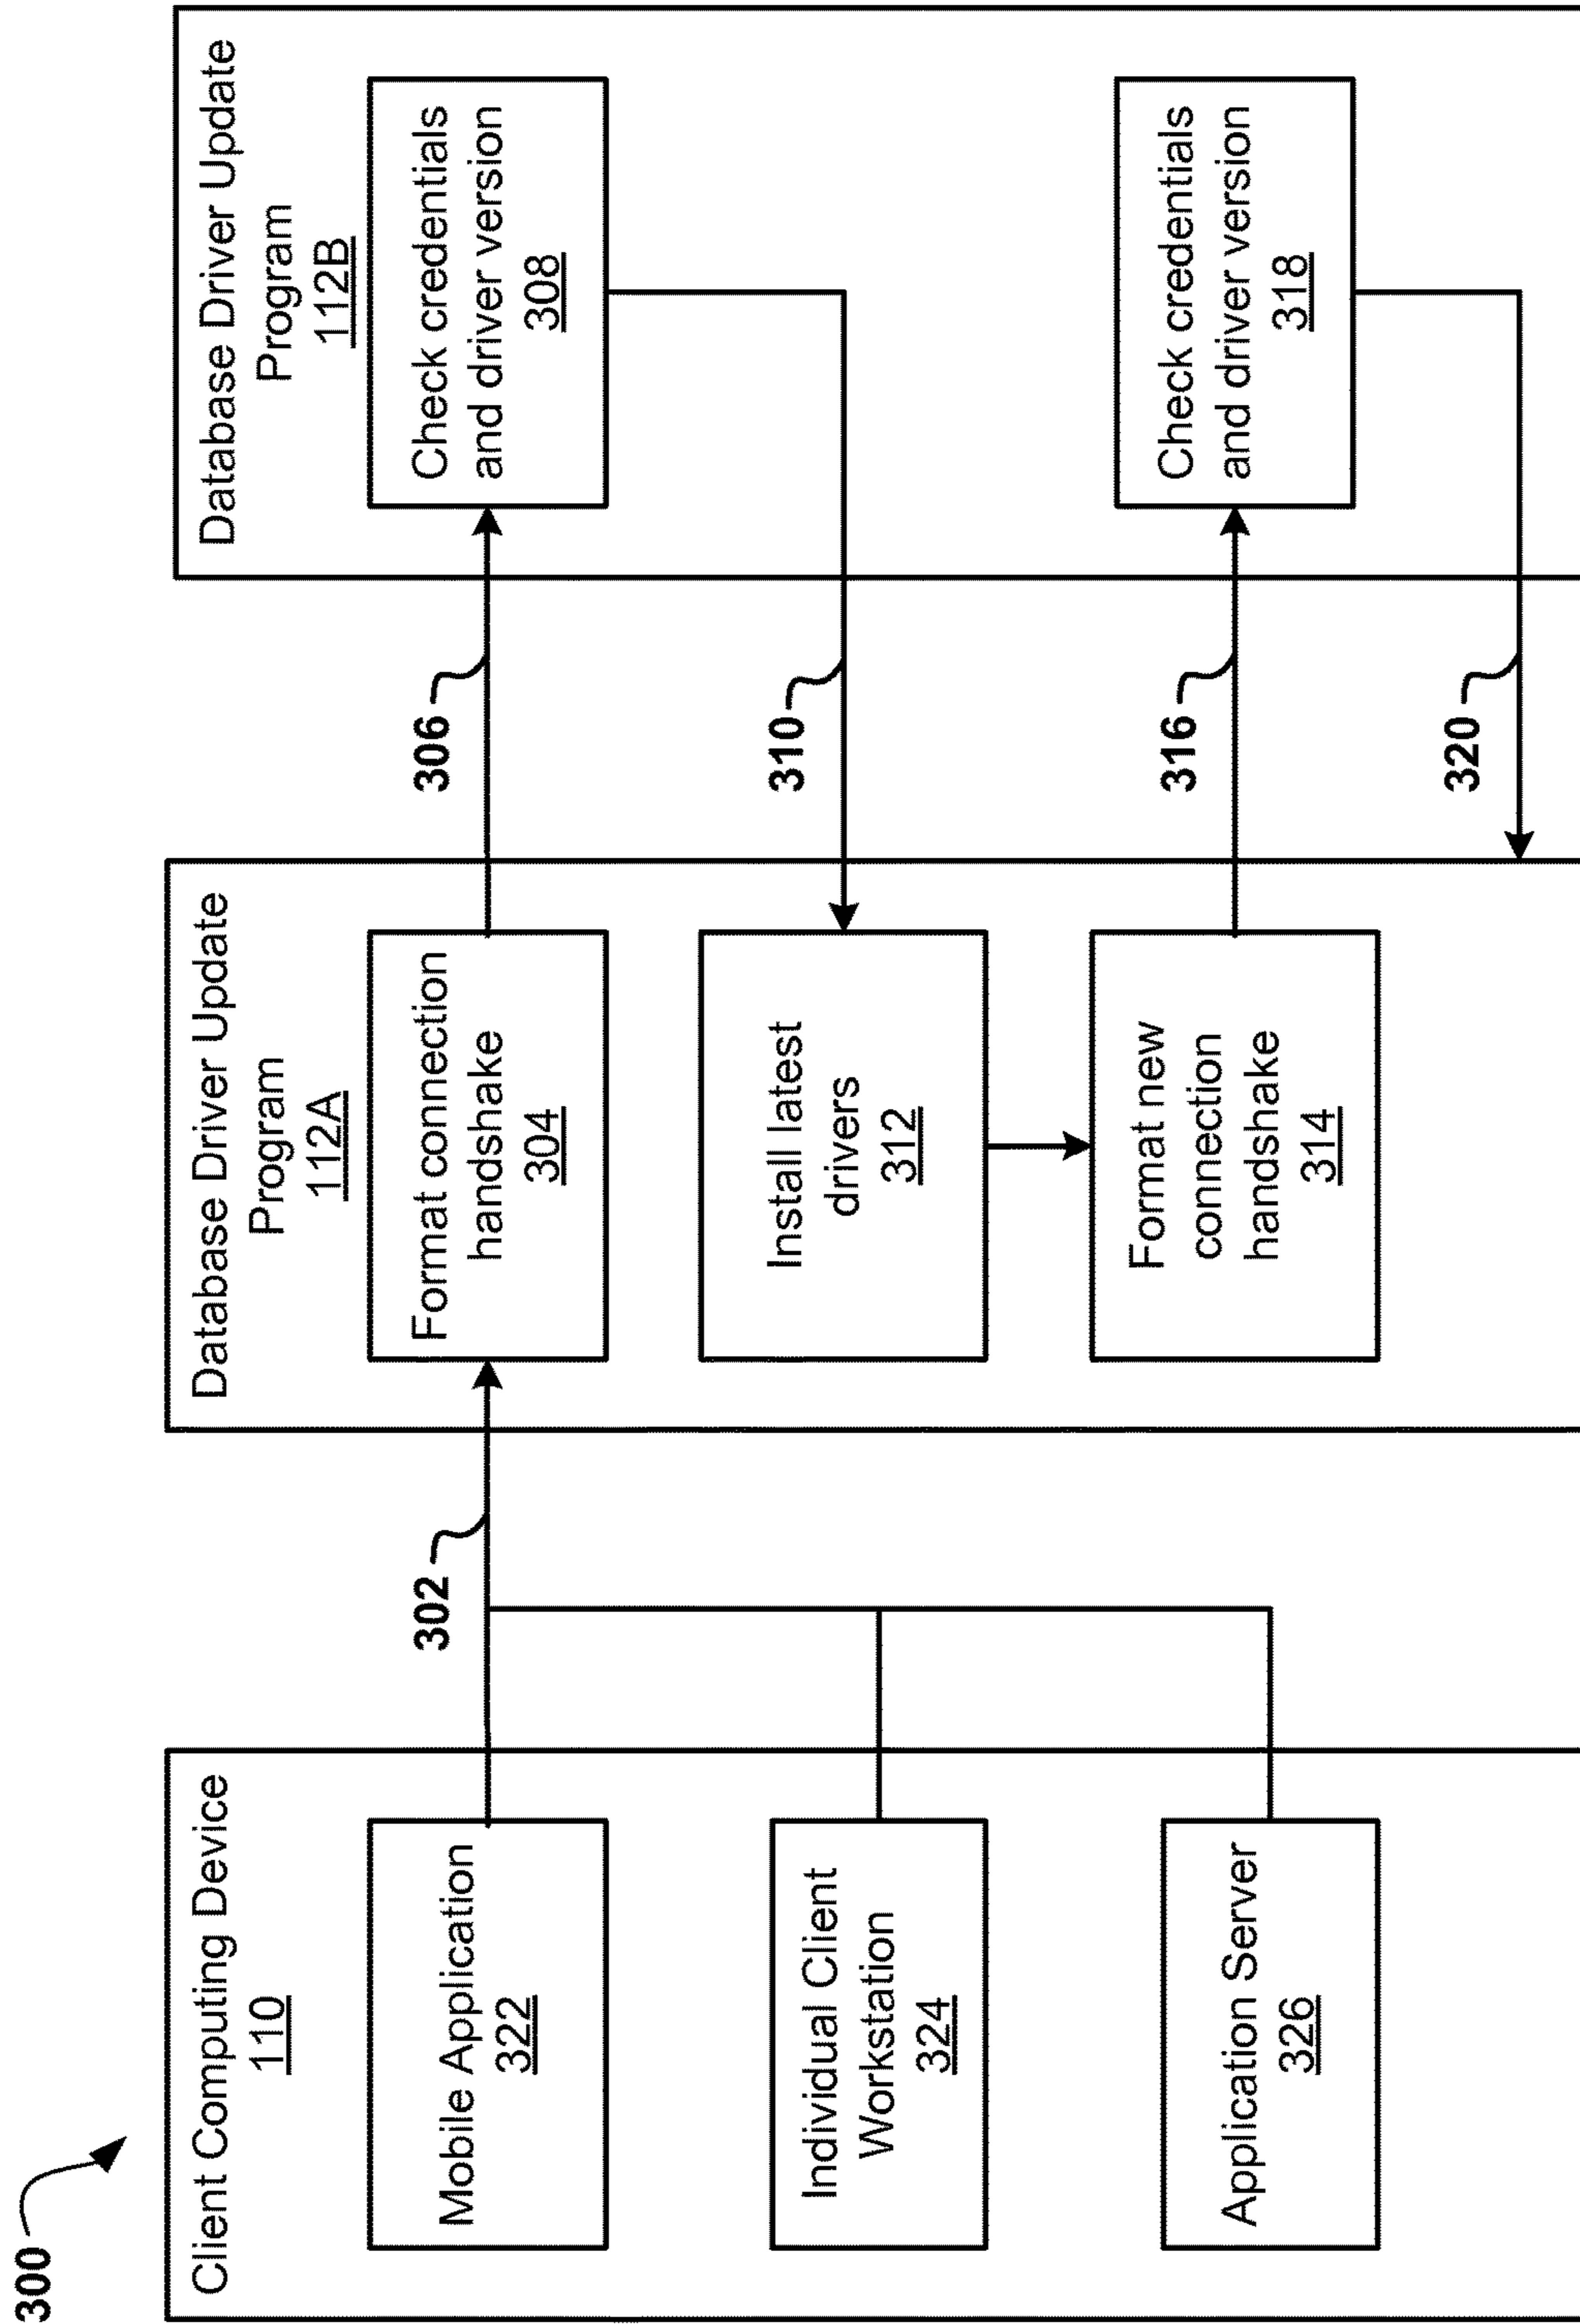 300
Client Computing Device
110
Mobile Application
322
Individual Client
Workstation
324
Application Server
326
302
Database Driver Update
Program
112A
Format connection
handshake
304
Install latest
drivers
312
Format new
connection
handshake
314
306
310
316
320
Database Driver Update
Program
112B
Check credentials
and driver version
308
Check credentials
and driver version
318